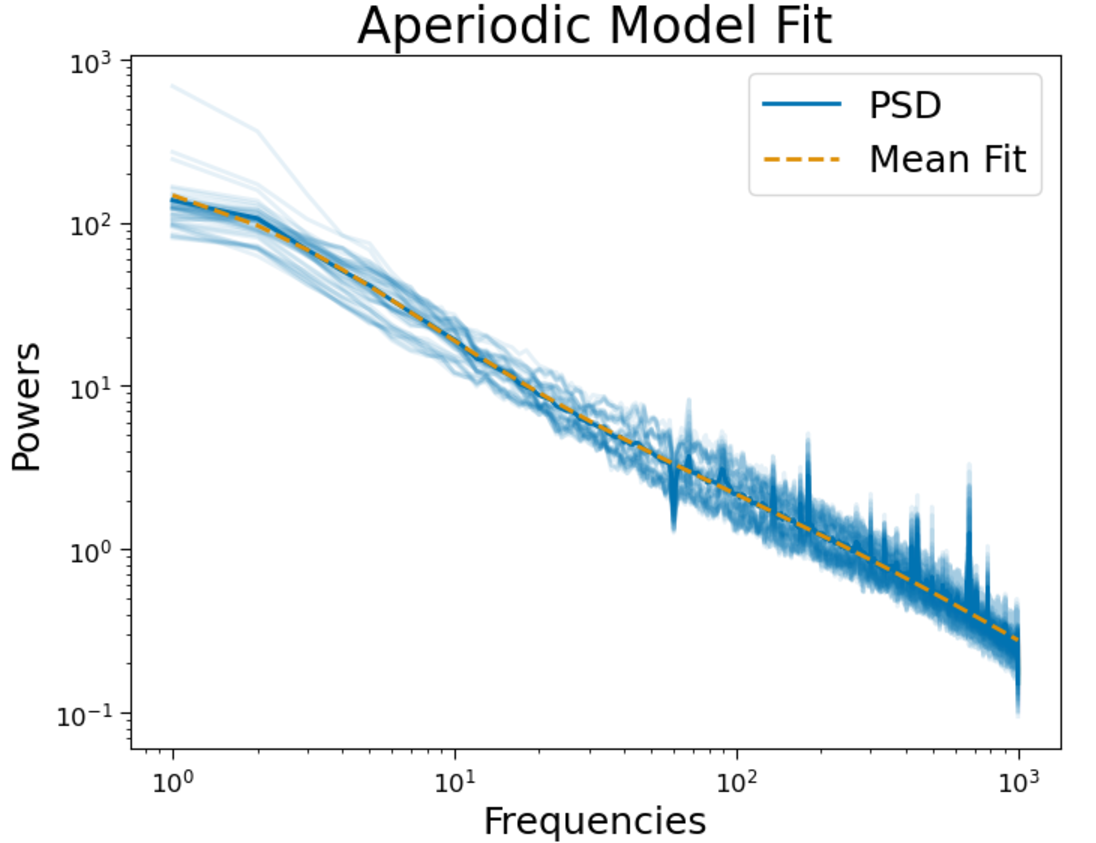 Aperiodic Model Fit
PSD
Mean Fit
Powers
10³
10²
10¹
10⁰
10⁻¹
10⁰
10¹
10²
10³
Frequencies